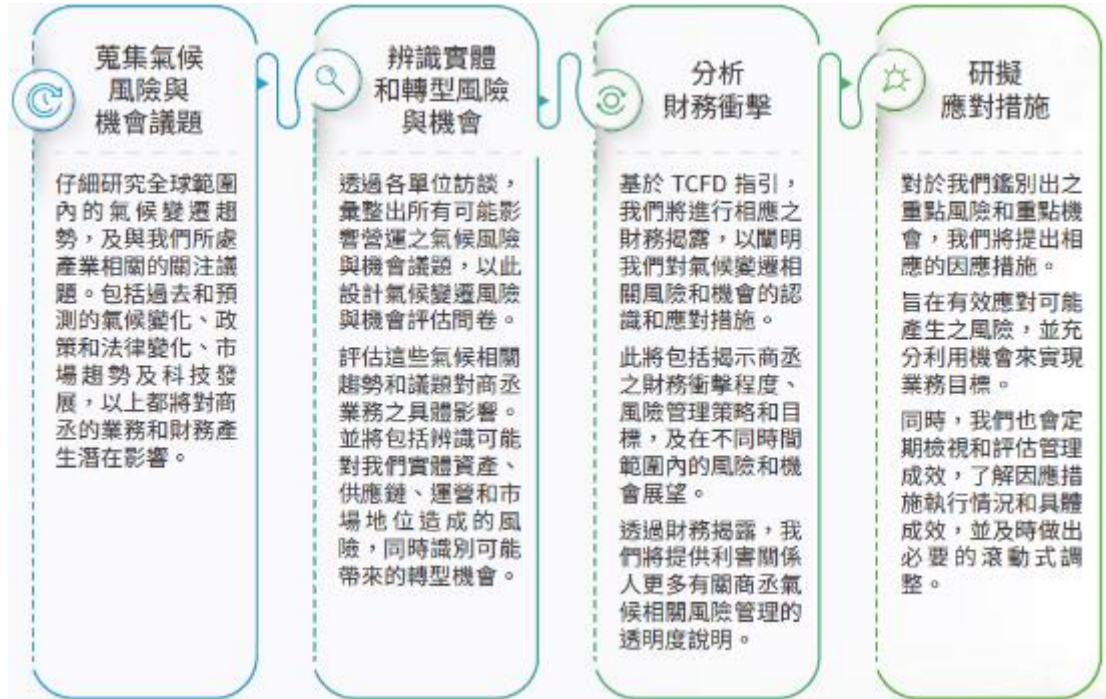 蒐集氣候
風險與
機會議題
仔細研究全球範圍
內的氣候變遷趨
勢，及與我們所處
產業相關的關注議
題。包括過去和預
測的氣候變化、政
策和法律變化、市
場趨勢及科技發
展，以上都將對商
丞的業務和財務產
生潛在影響。
辨識實體
和轉型風險
與機會
透過各單位訪談，
彙整出所有可能影
響營運之氣候風險
與機會議題，以此
設計氣候變遷風險
與機會評估問卷。
評估這些氣候相關
趨勢和議題對商丞
業務之具體影響。
並將包括辨識可能
對我們實體資產、
供應鏈、運營和市
場地位造成的風
險，同時識別可能
帶來的轉型機會。
分析
財務衝擊
基於 TCFD 指引，
我們將進行相應之
財務揭露，以闡明
我們對氣候變遷相
關風險和機會的認
識和應對措施。
此將包括揭示商丞
之財務衝擊程度、
風險管理策略和目
標，及在不同時間
範圍內的風險和機
會展望。
透過財務揭露，我
們將提供利害關係
人更多有關商丞氣
候相關風險管理的
透明度說明。
研擬
應對措施
對於我們鑑別出之
重點風險和重點機
會，我們將提出相
應的因應措施。
旨在有效應對可能
產生之風險，並充
分利用機會來實現
業務目標。
同時，我們也會定
期檢視和評估管理
成效，了解因應措
施執行情況和具體
成效，並及時做出
必要的滾動式調
整。